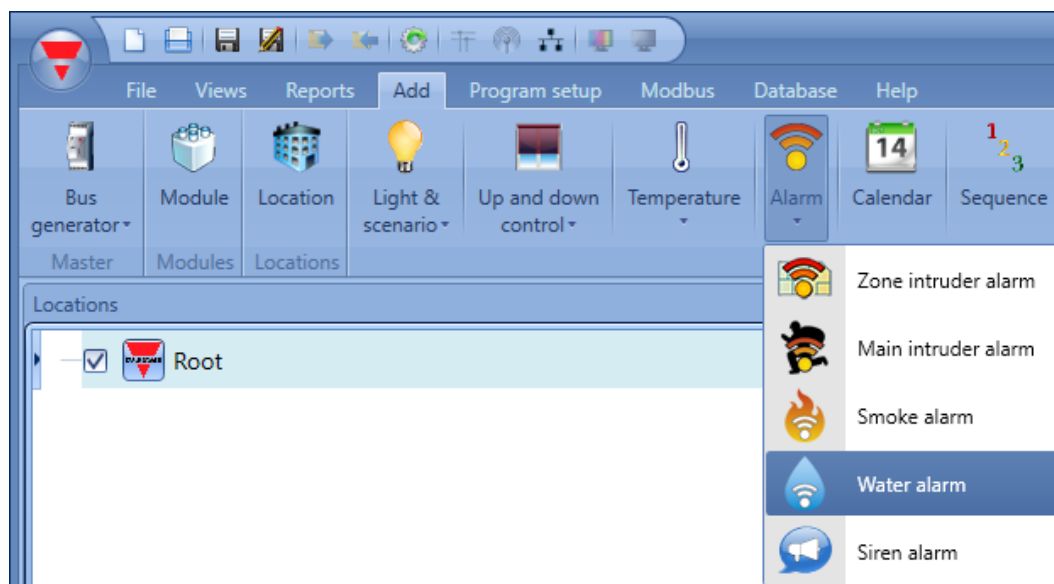 File Views Reports Add Program setup Modbus Database Help
Bus generator
Module
Location
Light & scenario
Up and down control
Temperature
Alarm
14
Calendar
1 2 3
Sequence
Master Modules Locations
Locations
Root
Zone intruder alarm
Main intruder alarm
Smoke alarm
Water alarm
Siren alarm